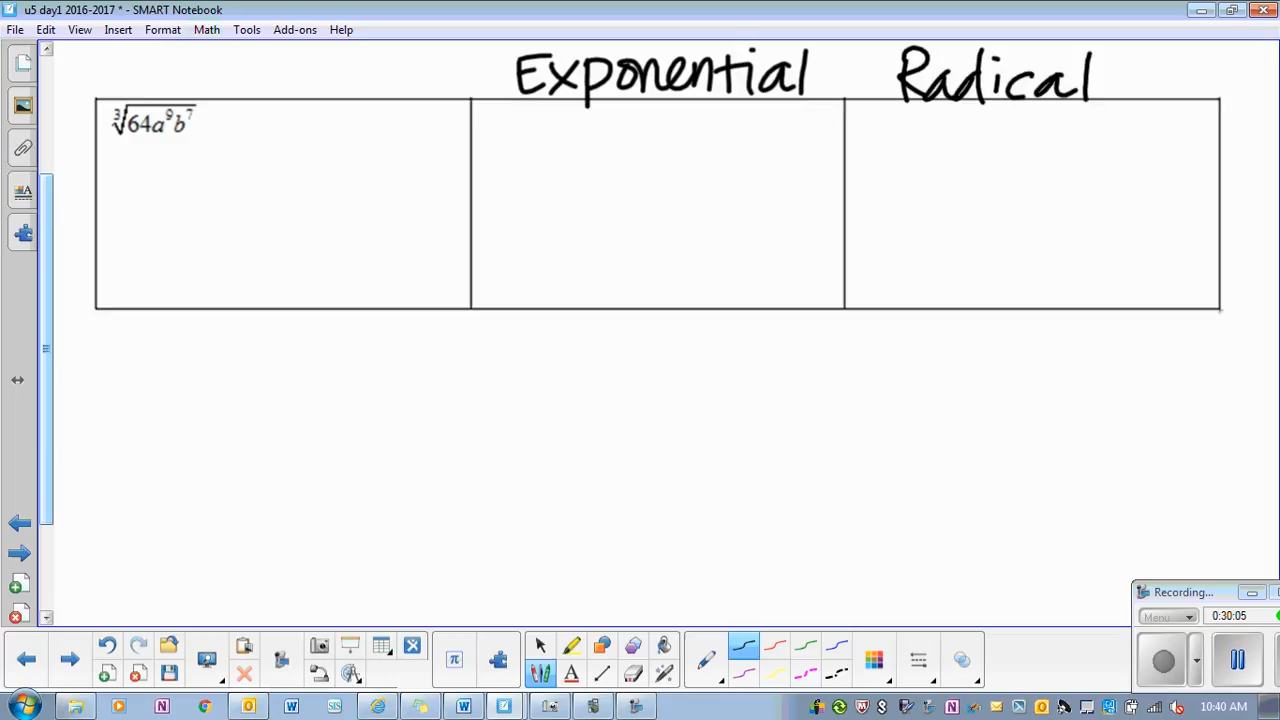 u5 day1 2016-2017 * - SMART Notebook
File Edit View Insert Format Math Tools Add-ons Help
Exponential Radical
∛64a⁹b⁷
Recording...
Menu 0:30:05
10:40 AM